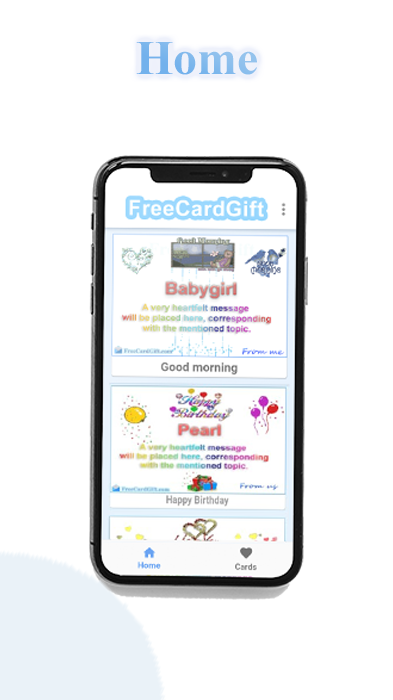 Home
FreeCardGift
Good Morning
Babygirl
A very heartfelt message
will be placed here, corresponding
with the mentioned topic.
FreeCardGift.com
From me
Good morning
Happy
Birthday
Pearl
A very heartfelt message
will be placed here, corresponding
with the mentioned topic.
FreeCardGift.com
From us
Happy Birthday
Home
Cards